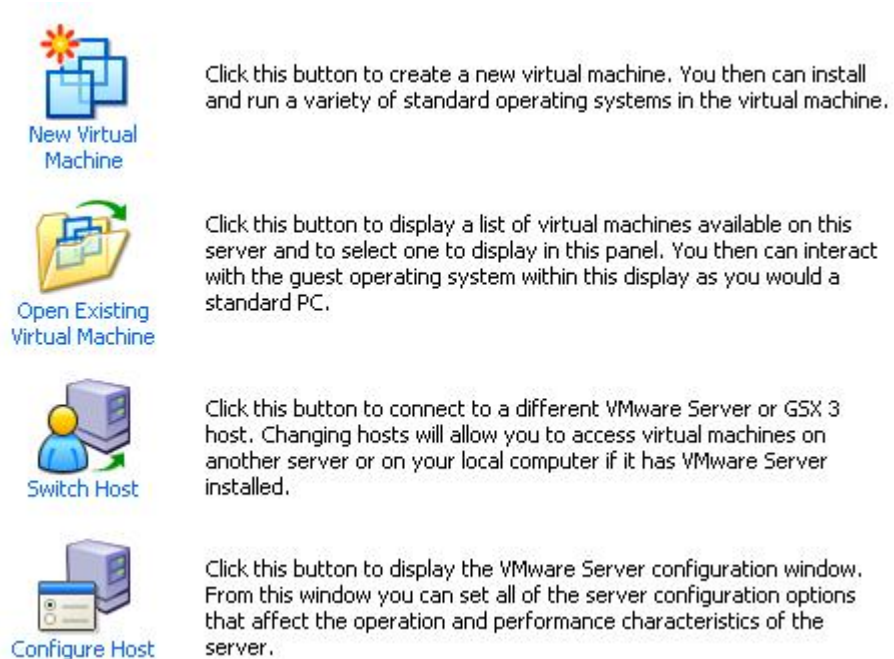 New Virtual
Machine
Click this button to create a new virtual machine. You then can install
and run a variety of standard operating systems in the virtual machine.
Open Existing
Virtual Machine
Click this button to display a list of virtual machines available on this
server and to select one to display in this panel. You then can interact
with the guest operating system within this display as you would a
standard PC.
Switch Host
Click this button to connect to a different VMware Server or GSX 3
host. Changing hosts will allow you to access virtual machines on
another server or on your local computer if it has VMware Server
installed.
Configure Host
Click this button to display the VMware Server configuration window.
From this window you can set all of the server configuration options
that affect the operation and performance characteristics of the
server.